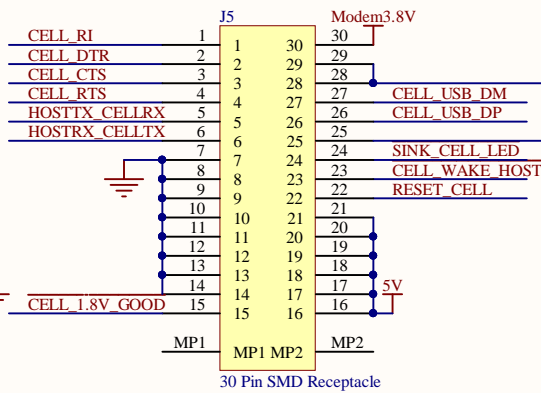 J5 Modem3.8V
CELL_RI 1 1 30 30
CELL_DTR 2 2 29 29
CELL_CTS 3 3 28 28
CELL_RTS 4 4 27 27 CELL_USB_DM
HOSTTX_CELLRX 5 5 26 26 CELL_USB_DP
HOSTRX_CELLTX 6 6 25 25
7 7 24 24 SINK_CELL_LED
8 8 23 23 CELL_WAKE_HOST
9 9 22 22 RESET_CELL
10 10 21 21
11 11 20 20
12 12 19 19
13 13 18 18
14 14 17 17 5V
CELL_1.8V_GOOD 15 15 16 16
MP1 MP1 MP2 MP2
30 Pin SMD Receptacle